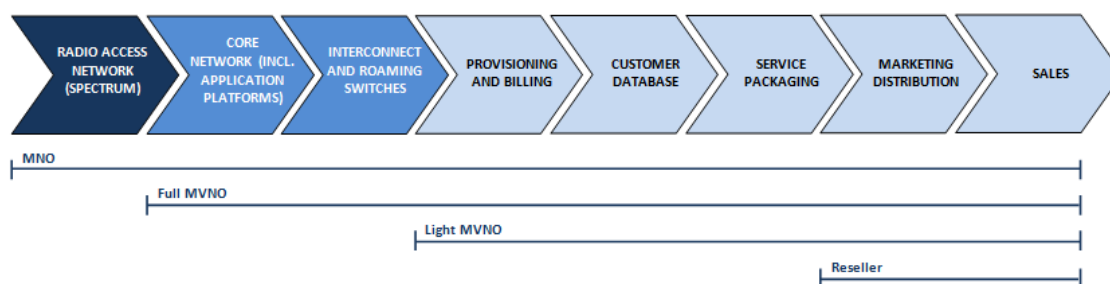 RADIO ACCESS
NETWORK
(SPECTRUM)
CORE
NETWORK (INCL.
APPLICATION
PLATFORMS)
INTERCONNECT
AND ROAMING
SWITCHES
PROVISIONING
AND BILLING
CUSTOMER
DATABASE
SERVICE
PACKAGING
MARKETING
DISTRIBUTION
SALES
MNO
Full MVNO
Light MVNO
Reseller